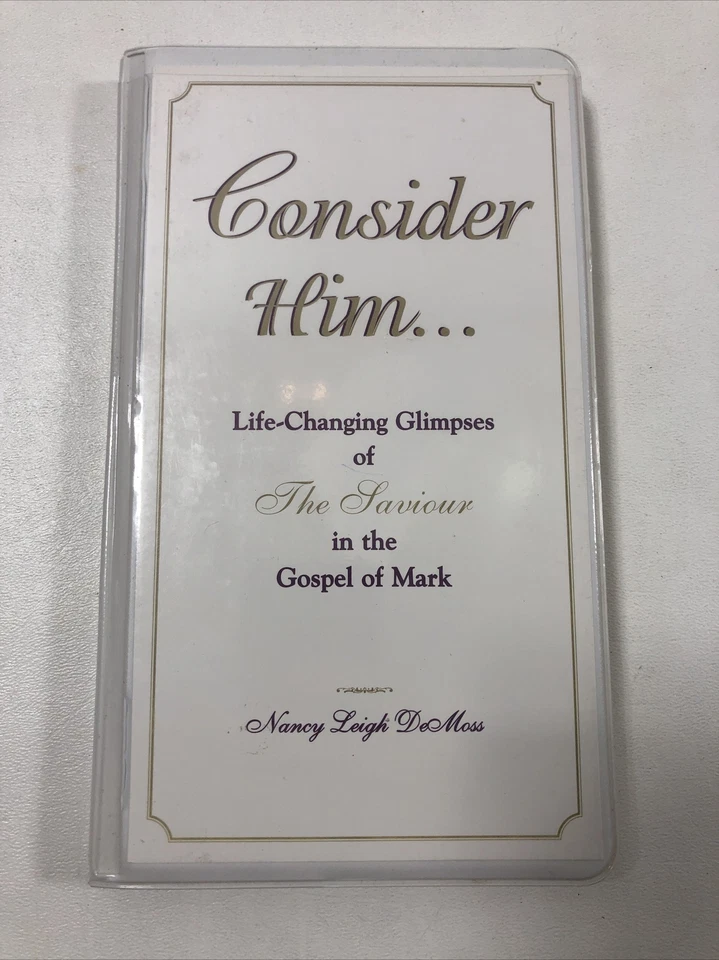 Consider
Him...
Life-Changing Glimpses
of
The Saviour
in the
Gospel of Mark
Nancy Leigh DeMoss